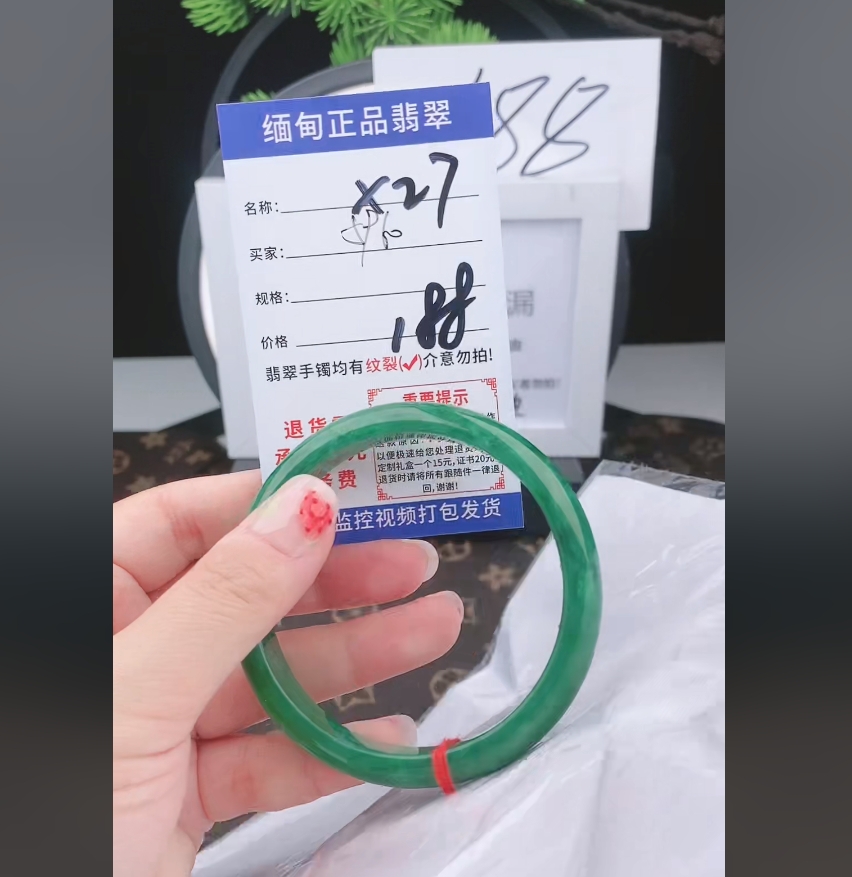 缅甸正品翡翠
88
名称: X27
买家:
规格:
价格 188
翡翠手镯均有纹裂(✓)介意勿拍!
漏
退货
重要提示
以便极速给您处理退
定制礼盒一个15元,证书20元
退货时请将所有跟随件一律退
回,谢谢!
费
监控视频打包发货